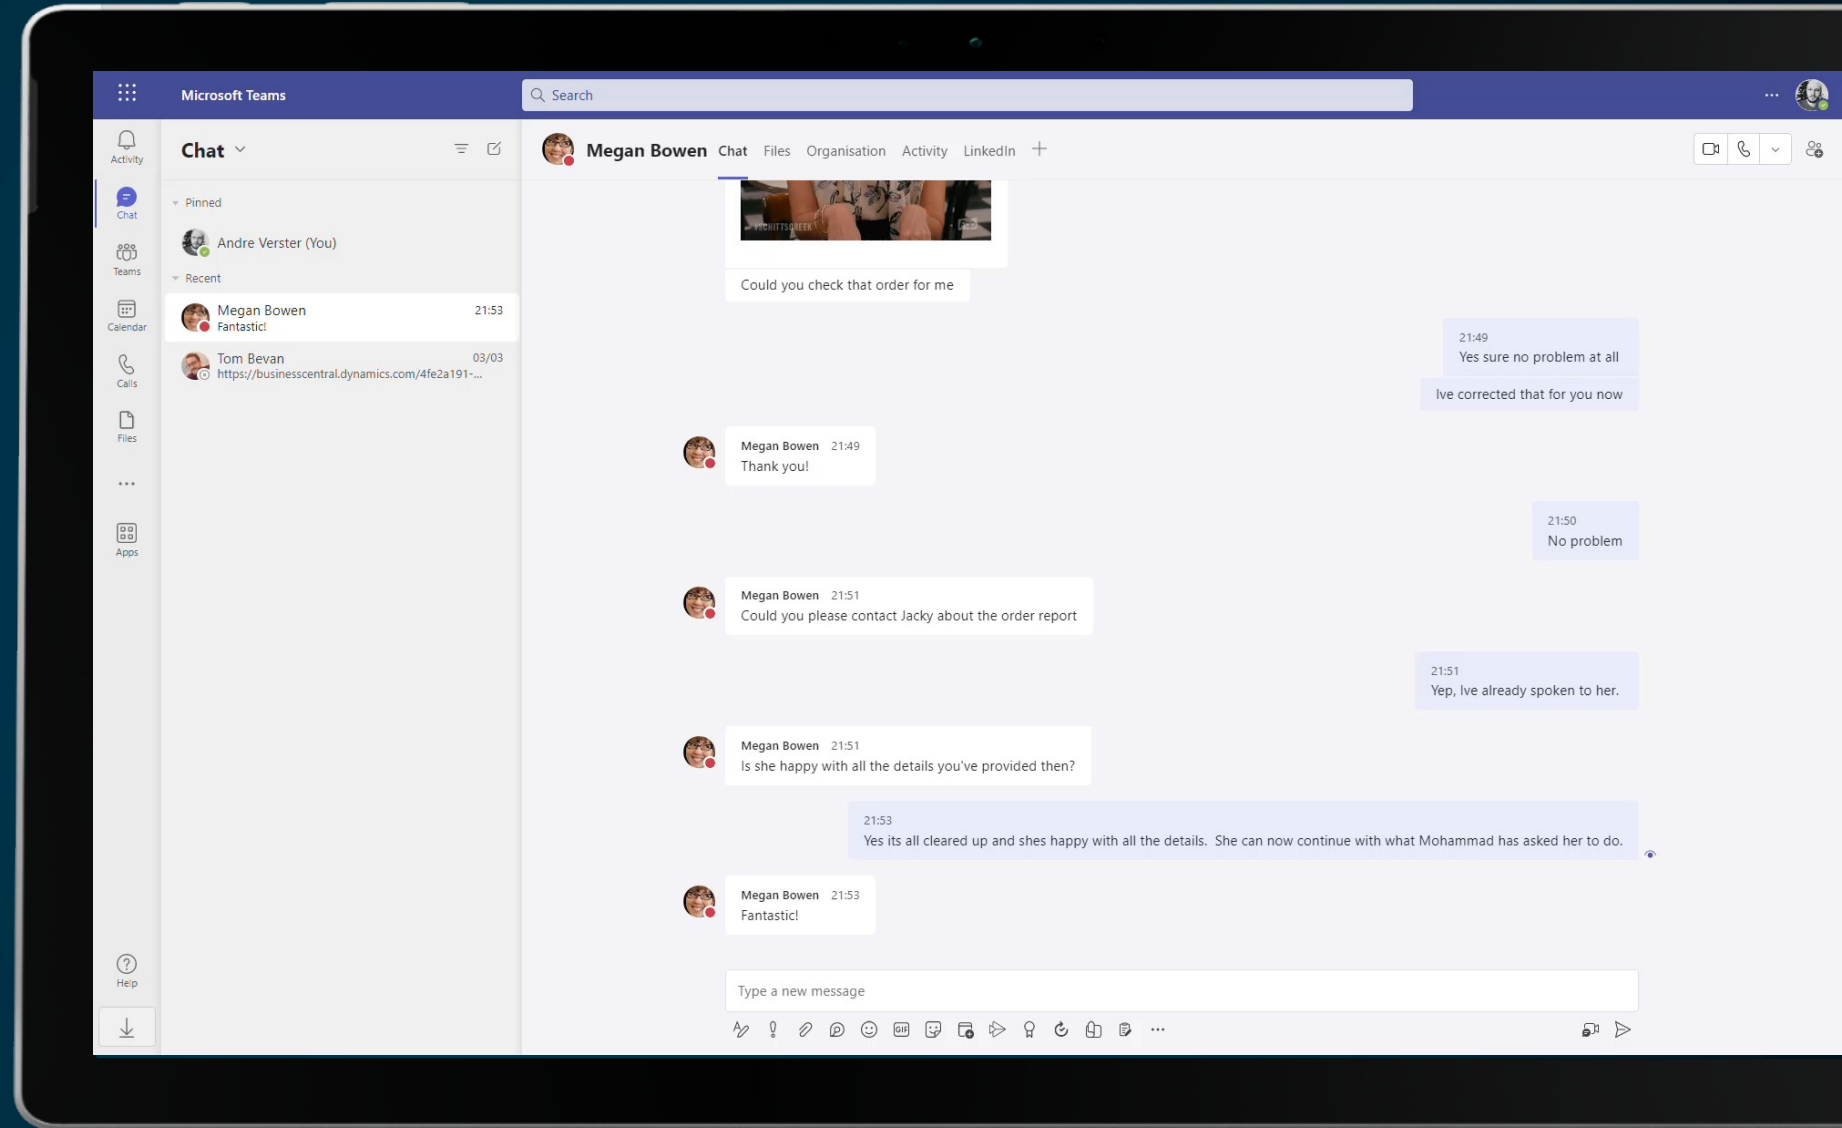 Microsoft Teams
Search
Activity
Chat
Teams
Calendar
Calls
Files
Apps
Help
Chat
Pinned
Andre Verster (You)
Recent
Megan Bowen 21:53
Fantastic!
Tom Bevan 03/03
https://businesscentral.dynamics.com/4fe2a191-...
Megan Bowen Chat Files Organisation Activity LinkedIn
#SCHITTSCREEK
Could you check that order for me
21:49
Yes sure no problem at all
Ive corrected that for you now
Megan Bowen 21:49
Thank you!
21:50
No problem
Megan Bowen 21:51
Could you please contact Jacky about the order report
21:51
Yep, Ive already spoken to her.
Megan Bowen 21:51
Is she happy with all the details you've provided then?
21:53
Yes its all cleared up and shes happy with all the details. She can now continue with what Mohammad has asked her to do.
Megan Bowen 21:53
Fantastic!
Type a new message
GIF